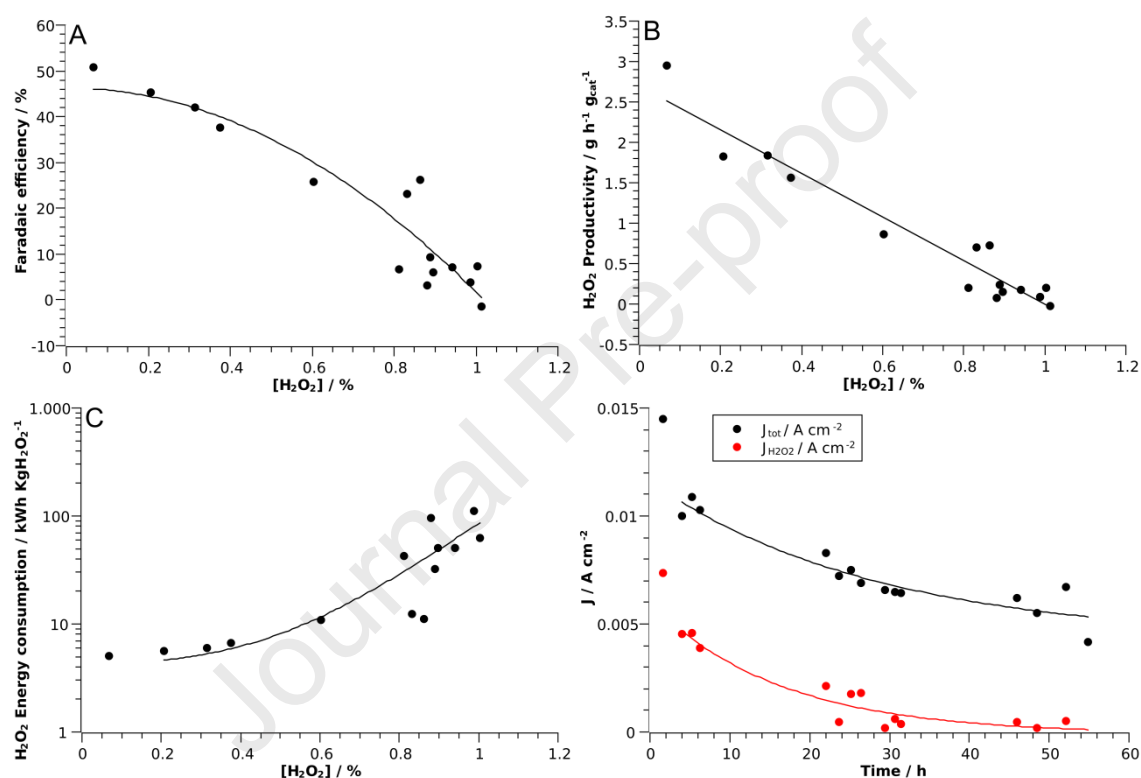 A
Faradaic efficiency / %
60
50
40
30
20
10
0
-10
0 0.2 0.4 0.6 0.8 1 1.2
[H₂O₂] / %
B
H₂O₂ Productivity / g h⁻¹ g_cat⁻¹
3.5
3
2.5
2
1.5
1
0.5
0
-0.5
0 0.2 0.4 0.6 0.8 1 1.2
[H₂O₂] / %
C
H₂O₂ Energy consumption / kWh KgH₂O₂⁻¹
1.000
100
10
1
0 0.2 0.4 0.6 0.8 1 1.2
[H₂O₂] / %
J_tot / A cm⁻²
J_H2O2 / A cm⁻²
J / A cm⁻²
0.015
0.01
0.005
0
0 10 20 30 40 50 60
Time / h
Journal Pre-proof